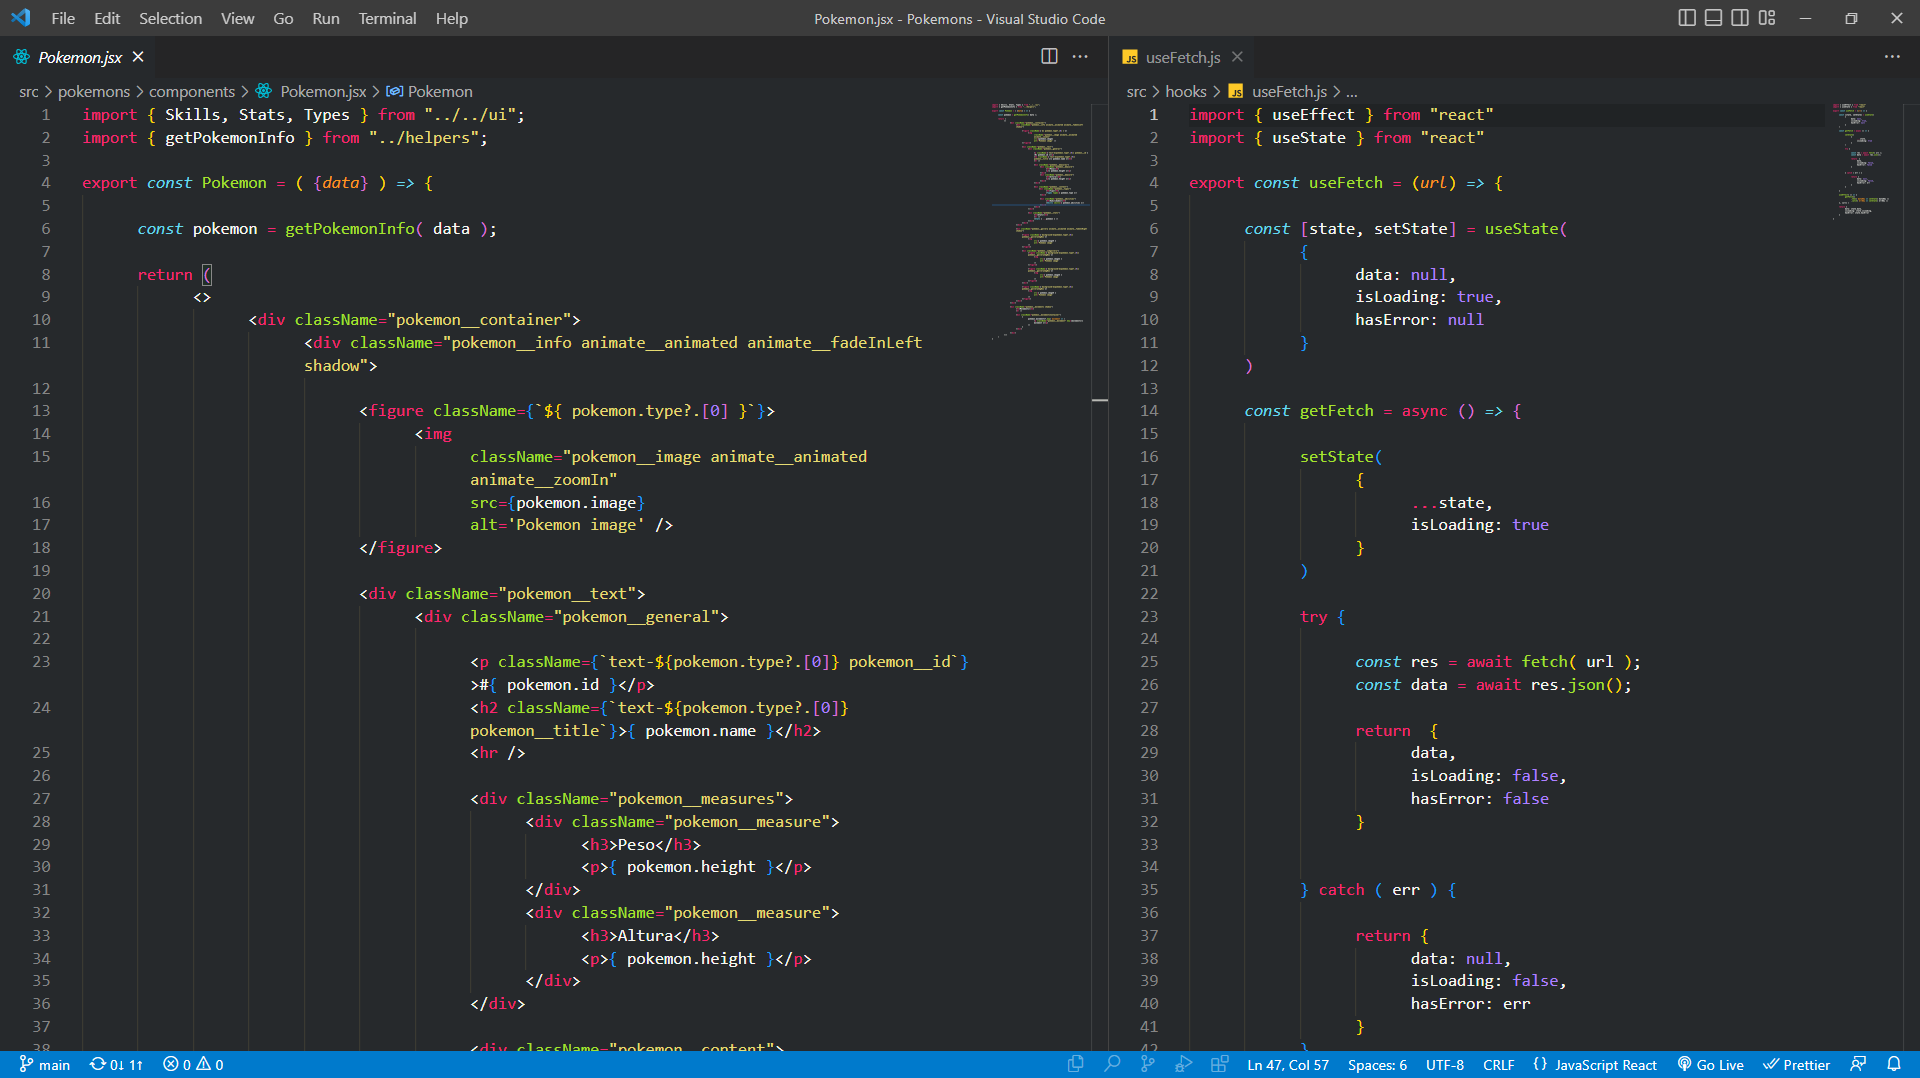 File Edit Selection View Go Run Terminal Help
Pokemon.jsx - Pokemons - Visual Studio Code
Pokemon.jsx
src > pokemons > components > Pokemon.jsx > Pokemon
1 import { Skills, Stats, Types } from "../../ui";
2 import { getPokemonInfo } from "../helpers";
3
4 export const Pokemon = ( {data} ) => {
5
6 const pokemon = getPokemonInfo( data );
7
8 return (
9 <>
10 <div className="pokemon__container">
11 <div className="pokemon__info animate__animated animate__fadeInLeft
shadow">
12
13 <figure className={`${ pokemon.type?.[0] }`}>
14 <img
15 className="pokemon__image animate__animated
animate__zoomIn"
16 src={pokemon.image}
17 alt='Pokemon image' />
18 </figure>
19
20 <div className="pokemon__text">
21 <div className="pokemon__general">
22
23 <p className={`text-${pokemon.type?.[0]} pokemon__id`}
>#{ pokemon.id }</p>
24 <h2 className={`text-${pokemon.type?.[0]}
pokemon__title`}>{ pokemon.name }</h2>
25 <hr />
26
27 <div className="pokemon__measures">
28 <div className="pokemon__measure">
29 <h3>Peso</h3>
30 <p>{ pokemon.height }</p>
31 </div>
32 <div className="pokemon__measure">
33 <h3>Altura</h3>
34 <p>{ pokemon.height }</p>
35 </div>
36 </div>
37
38 <div className="pokemon__content">
JS useFetch.js
src > hooks > JS useFetch.js > ...
1 import { useEffect } from "react"
2 import { useState } from "react"
3
4 export const useFetch = (url) => {
5
6 const [state, setState] = useState(
7 {
8 data: null,
9 isLoading: true,
10 hasError: null
11 }
12 )
13
14 const getFetch = async () => {
15
16 setState(
17 {
18 ...state,
19 isLoading: true
20 }
21 )
22
23 try {
24
25 const res = await fetch( url );
26 const data = await res.json();
27
28 return  {
29 data,
30 isLoading: false,
31 hasError: false
32 }
33
34
35 } catch ( err ) {
36
37 return {
38 data: null,
39 isLoading: false,
40 hasError: err
41 }
42 }
main 0↓ 1↑ 0 0
Ln 47, Col 57 Spaces: 6 UTF-8 CRLF {} JavaScript React Go Live Prettier